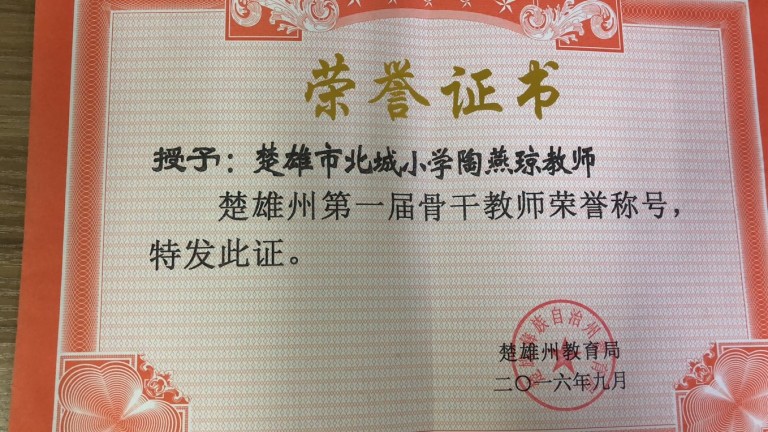 荣誉证书
授予：楚雄市北城小学陶燕琼教师
楚雄州第一届骨干教师荣誉称号，
特发此证。
楚雄州教育局
二〇一六年九月